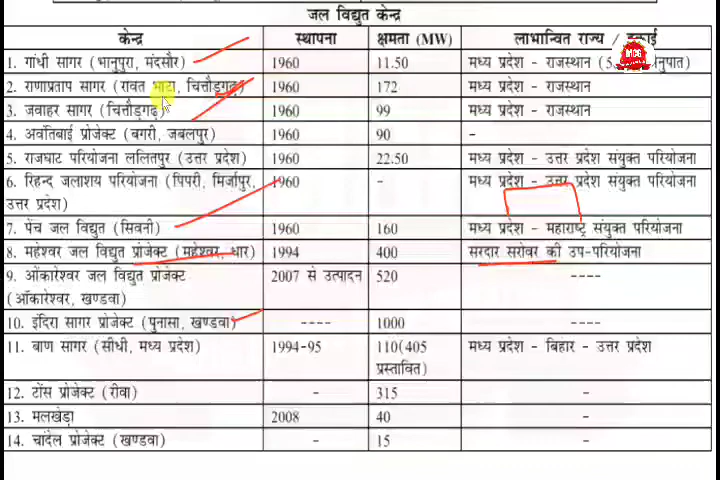 जल विद्युत केन्द्र
केन्द्र स्थापना क्षमता (MW) लाभान्वित राज्य / इकाई
1. गांधी सागर (भानुपुरा, मंदसौर) 1960 11.50 मध्य प्रदेश - राजस्थान (5. अनुपात)
2. राणाप्रताप सागर (रावत भाटा, चित्तौड़गढ़) 1960 172 मध्य प्रदेश - राजस्थान
3. जवाहर सागर (चित्तौड़गढ़) 1960 99 मध्य प्रदेश - राजस्थान
4. अवंतिबाई प्रोजेक्ट (बगरी, जबलपुर) 1960 90 -
5. राजघाट परियोजना ललितपुर (उत्तर प्रदेश) 1960 22.50 मध्य प्रदेश - उत्तर प्रदेश संयुक्त परियोजना
6. रिहन्द जलाशय परियोजना (पिपरी, मिर्जापुर, 1960 - मध्य प्रदेश - उत्तर प्रदेश संयुक्त परियोजना
उत्तर प्रदेश)
7. पेंच जल विद्युत (सिवनी) 1960 160 मध्य प्रदेश - महाराष्ट्र संयुक्त परियोजना
8. महेश्वर जल विद्युत प्रोजेक्ट (महेश्वर, धार) 1994 400 सरदार सरोवर की उप-परियोजना
9. ओंकारेश्वर जल विद्युत प्रोजेक्ट 2007 से उत्पादन 520
(ओंकारेश्वर, खण्डवा)
10. इंदिरा सागर प्रोजेक्ट (पुनासा, खण्डवा) ---- 1000 ----
11. बाण सागर (सीधी, मध्य प्रदेश) 1994-95 110(405 मध्य प्रदेश - बिहार - उत्तर प्रदेश
प्रस्तावित)
12. टोंस प्रोजेक्ट (रीवा) - 315 -
13. मलखेड़ा 2008 40 -
14. चांदेल प्रोजेक्ट (खण्डवा) - 15 -